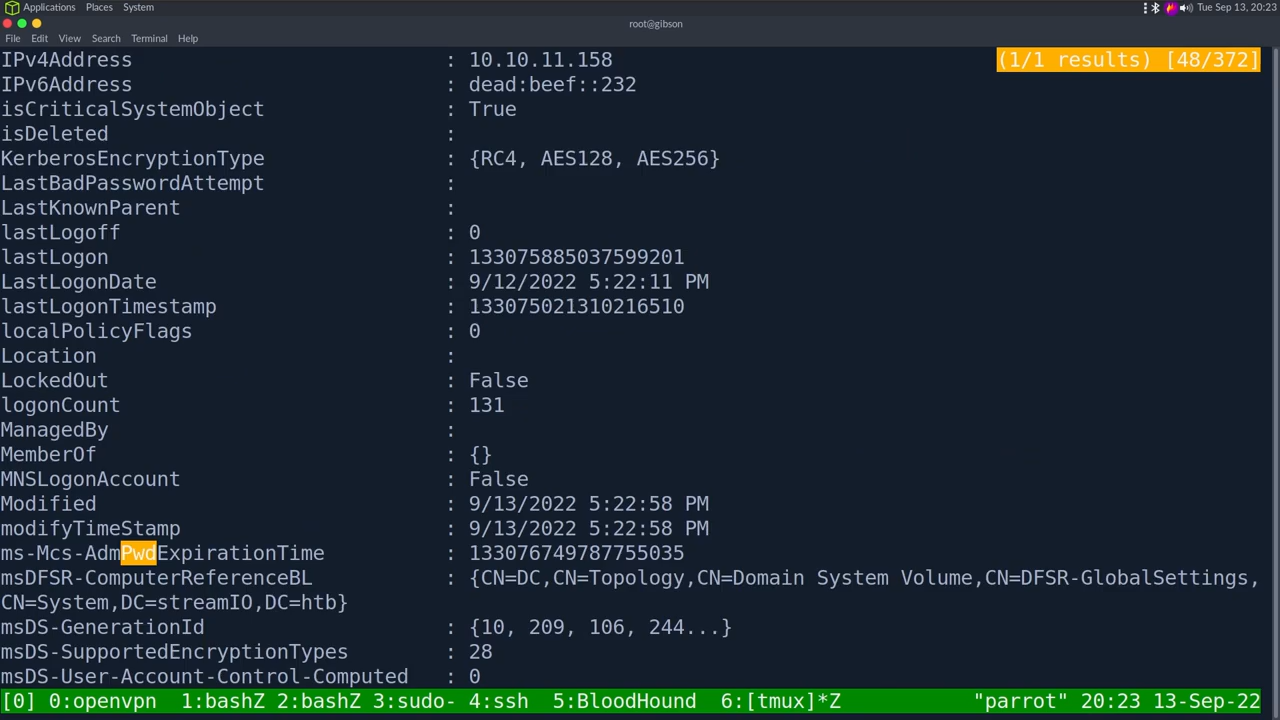 Applications Places System Tue Sep 13, 20:23
root@gibson
File Edit View Search Terminal Help
IPv4Address : 10.10.11.158 (1/1 results) [48/372]
IPv6Address : dead:beef::232
isCriticalSystemObject : True
isDeleted :
KerberosEncryptionType : {RC4, AES128, AES256}
LastBadPasswordAttempt :
LastKnownParent :
lastLogoff : 0
lastLogon : 133075885037599201
LastLogonDate : 9/12/2022 5:22:11 PM
lastLogonTimestamp : 133075021310216510
localPolicyFlags : 0
Location :
LockedOut : False
logonCount : 131
ManagedBy :
MemberOf : {}
MNSLogonAccount : False
Modified : 9/13/2022 5:22:58 PM
modifyTimeStamp : 9/13/2022 5:22:58 PM
ms-Mcs-AdmPwdExpirationTime : 133076749787755035
msDFSR-ComputerReferenceBL : {CN=DC,CN=Topology,CN=Domain System Volume,CN=DFSR-GlobalSettings,
CN=System,DC=streamIO,DC=htb}
msDS-GenerationId : {10, 209, 106, 244...}
msDS-SupportedEncryptionTypes : 28
msDS-User-Account-Control-Computed : 0
[0] 0:openvpn 1:bashZ 2:bashZ 3:sudo- 4:ssh 5:BloodHound 6:[tmux]*Z "parrot" 20:23 13-Sep-22